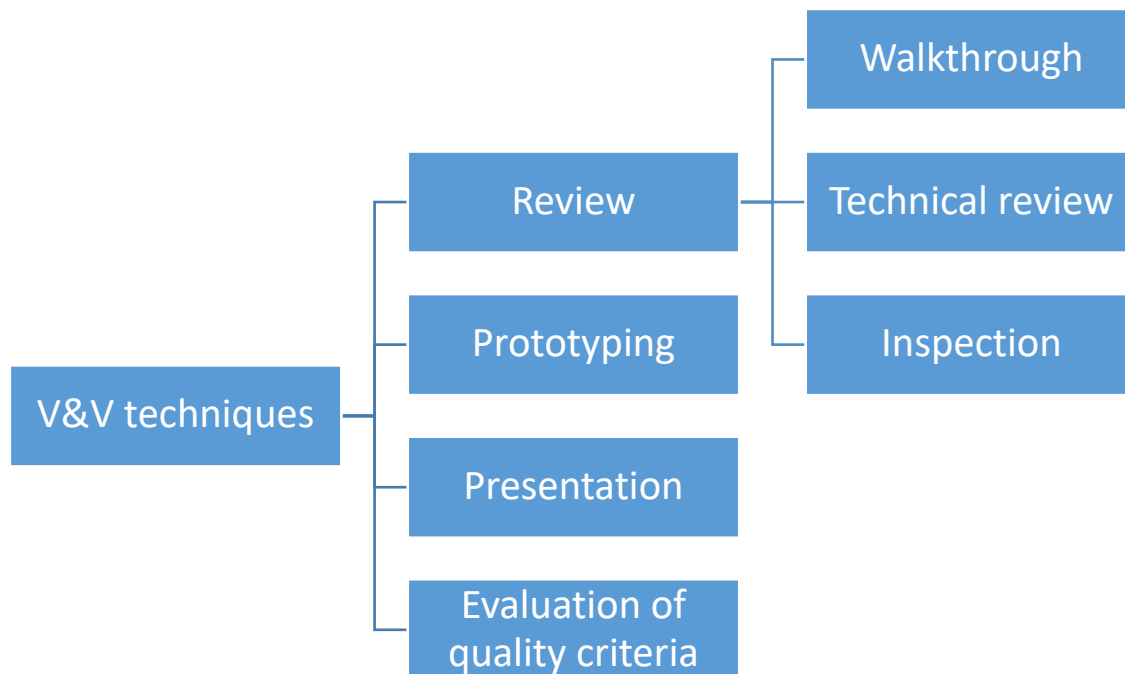 V&V techniques
Review
Prototyping
Presentation
Evaluation of
quality criteria
Walkthrough
Technical review
Inspection